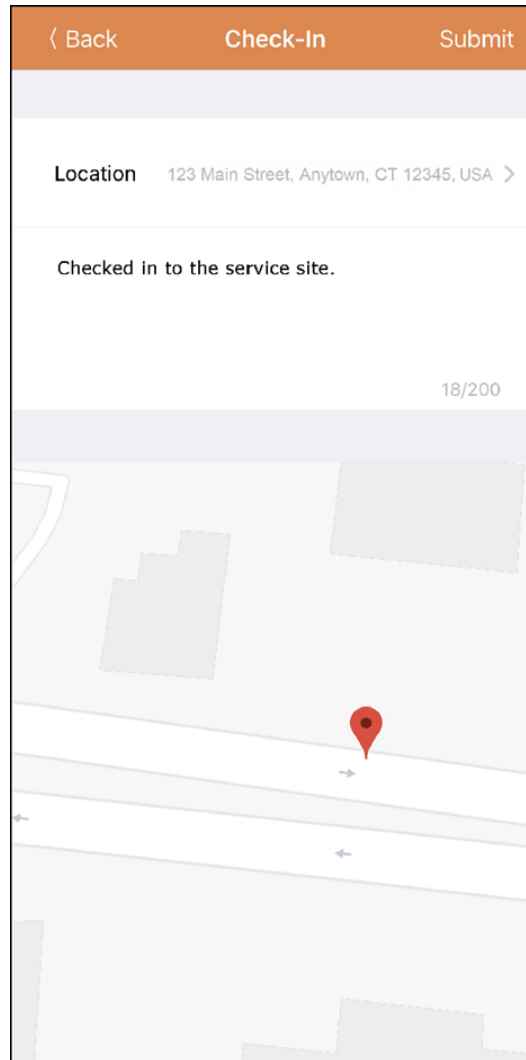 〈 Back Check-In Submit
Location 123 Main Street, Anytown, CT 12345, USA >
Checked in to the service site.
18/200